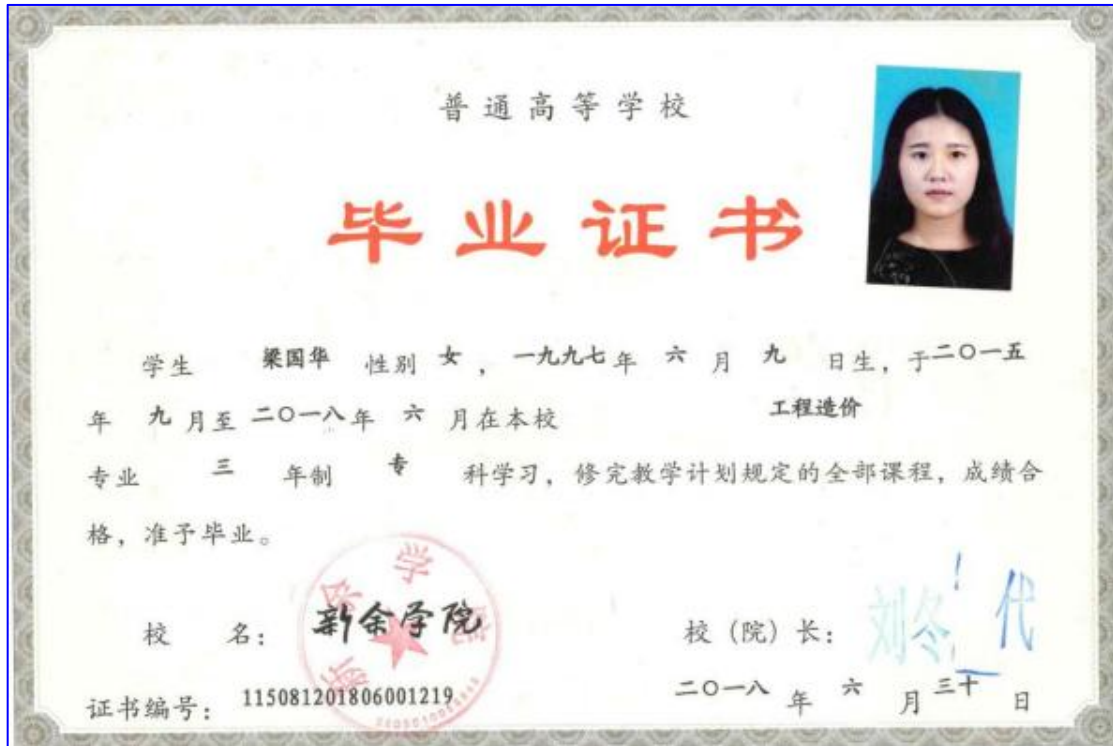 普通高等学校
毕业证书
学生 梁国华 性别 女，一九九七年 六 月 九 日生，于二〇一五
年 九 月至 二〇一八年 六 月在本校 工程造价
专业 三 年制 专 科学习，修完教学计划规定的全部课程，成绩合
格，准予毕业。
新余学院
校 名： 新余学院 校（院）长：
证书编号： 115081201806001219 二〇一八 年 六 月 三十 日